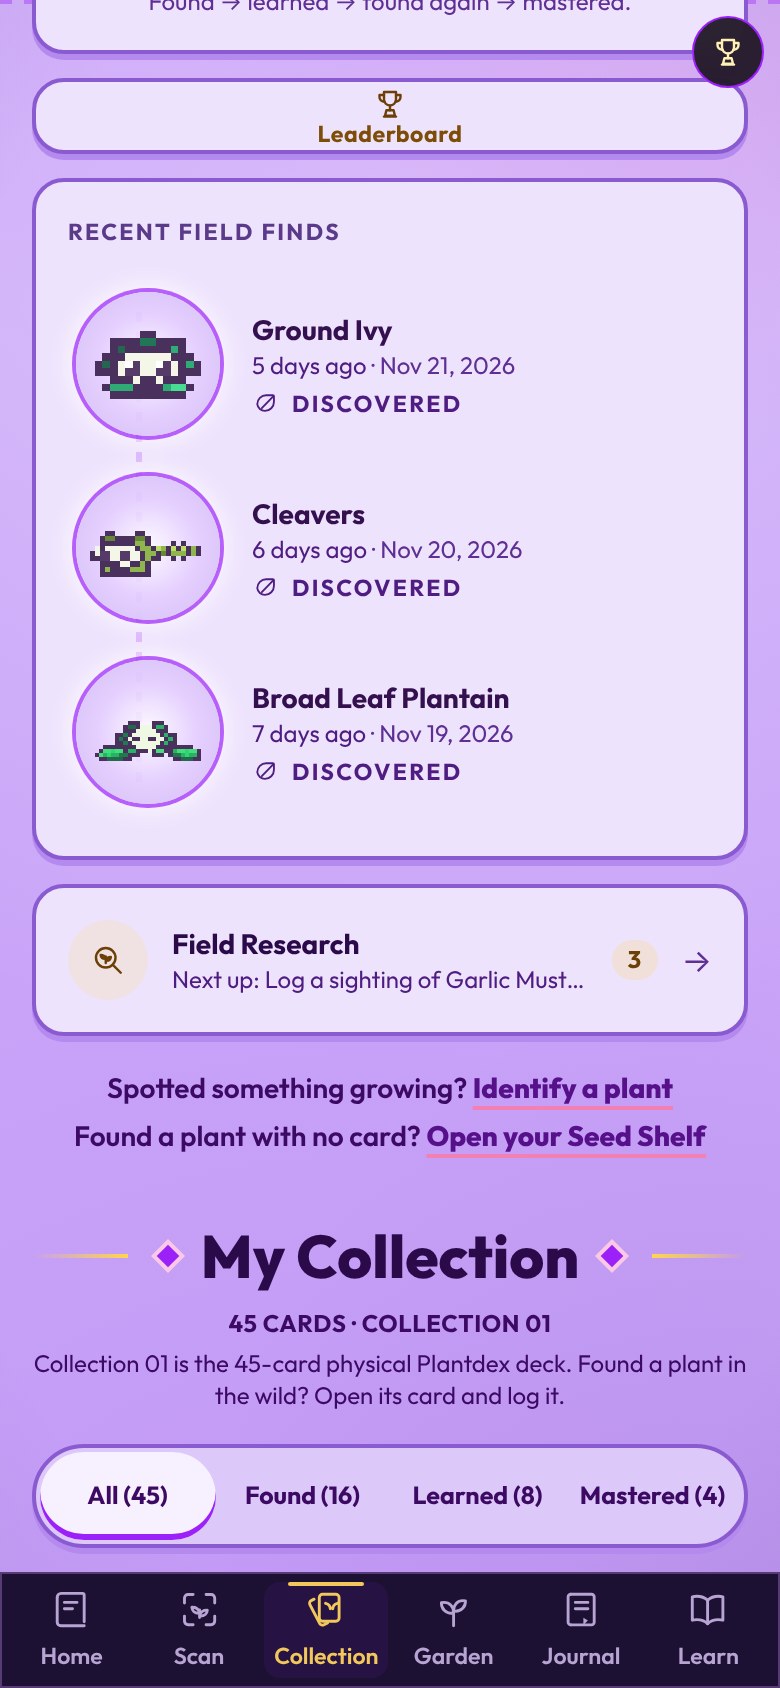 Found → learned → found again → mastered.
Leaderboard
RECENT FIELD FINDS
Ground Ivy
5 days ago · Nov 21, 2026
DISCOVERED
Cleavers
6 days ago · Nov 20, 2026
DISCOVERED
Broad Leaf Plantain
7 days ago · Nov 19, 2026
DISCOVERED
Field Research
Next up: Log a sighting of Garlic Must...
3
Spotted something growing? Identify a plant
Found a plant with no card? Open your Seed Shelf
My Collection
45 CARDS · COLLECTION 01
Collection 01 is the 45-card physical Plantdex deck. Found a plant in
the wild? Open its card and log it.
All (45) Found (16) Learned (8) Mastered (4)
Home Scan Collection Garden Journal Learn